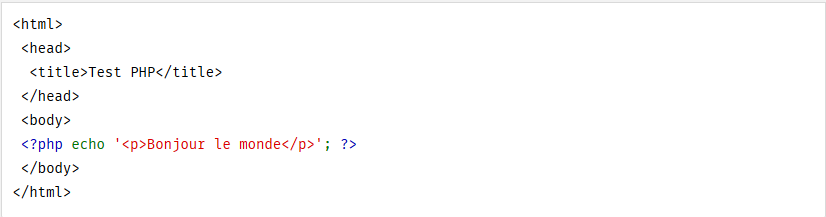 <html>
 <head>
  <title>Test PHP</title>
 </head>
 <body>
 <?php echo '<p>Bonjour le monde</p>'; ?>
 </body>
</html>